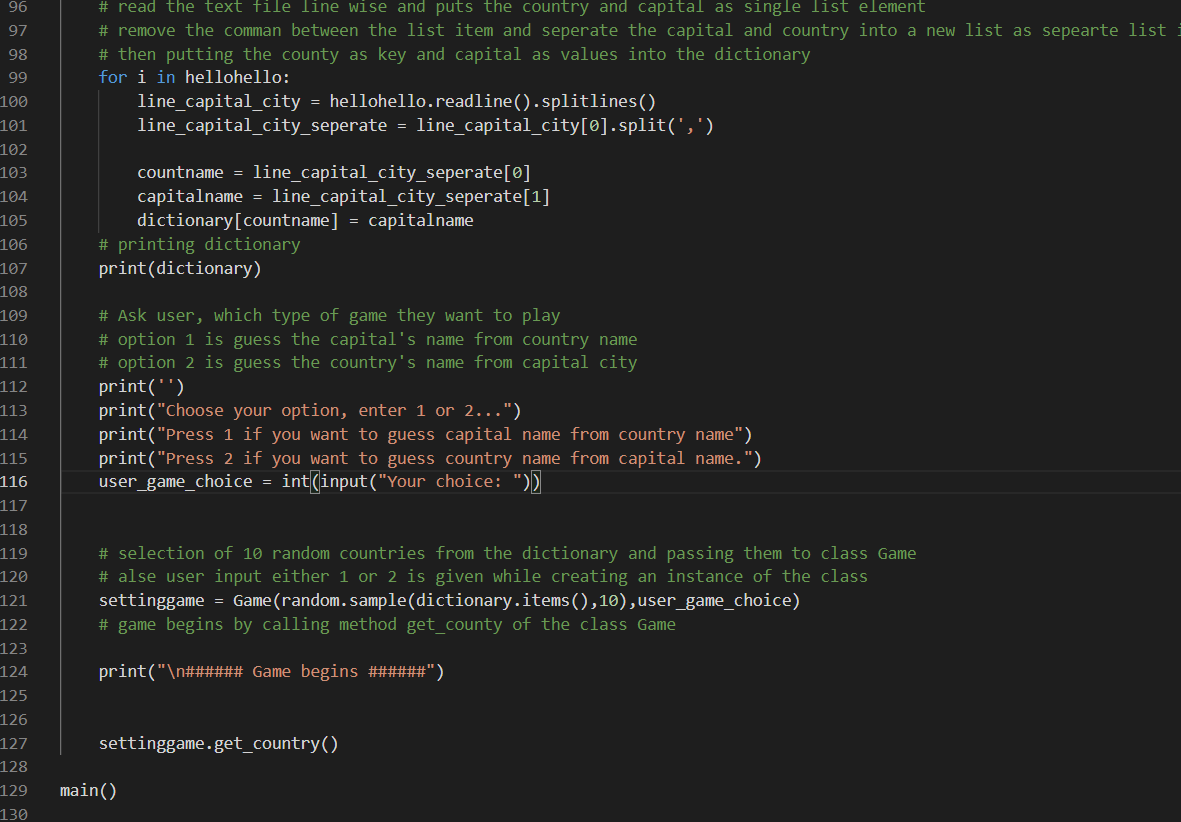 96 # read the text file line wise and puts the country and capital as single list element
97 # remove the comman between the list item and seperate the capital and country into a new list as sepearte list
98 # then putting the county as key and capital as values into the dictionary
99 for i in hellohello:
100 line_capital_city = hellohello.readline().splitlines()
101 line_capital_city_seperate = line_capital_city[0].split(',')
102
103 countname = line_capital_city_seperate[0]
104 capitalname = line_capital_city_seperate[1]
105 dictionary[countname] = capitalname
106 # printing dictionary
107 print(dictionary)
108
109 # Ask user, which type of game they want to play
110 # option 1 is guess the capital's name from country name
111 # option 2 is guess the country's name from capital city
112 print('')
113 print("Choose your option, enter 1 or 2...")
114 print("Press 1 if you want to guess capital name from country name")
115 print("Press 2 if you want to guess country name from capital name.")
116 user_game_choice = int(input("Your choice: "))
117
118
119 # selection of 10 random countries from the dictionary and passing them to class Game
120 # alse user input either 1 or 2 is given while creating an instance of the class
121 settinggame = Game(random.sample(dictionary.items(),10),user_game_choice)
122 # game begins by calling method get_county of the class Game
123
124 print("\n###### Game begins ######")
125
126
127 settinggame.get_country()
128
129 main()
130